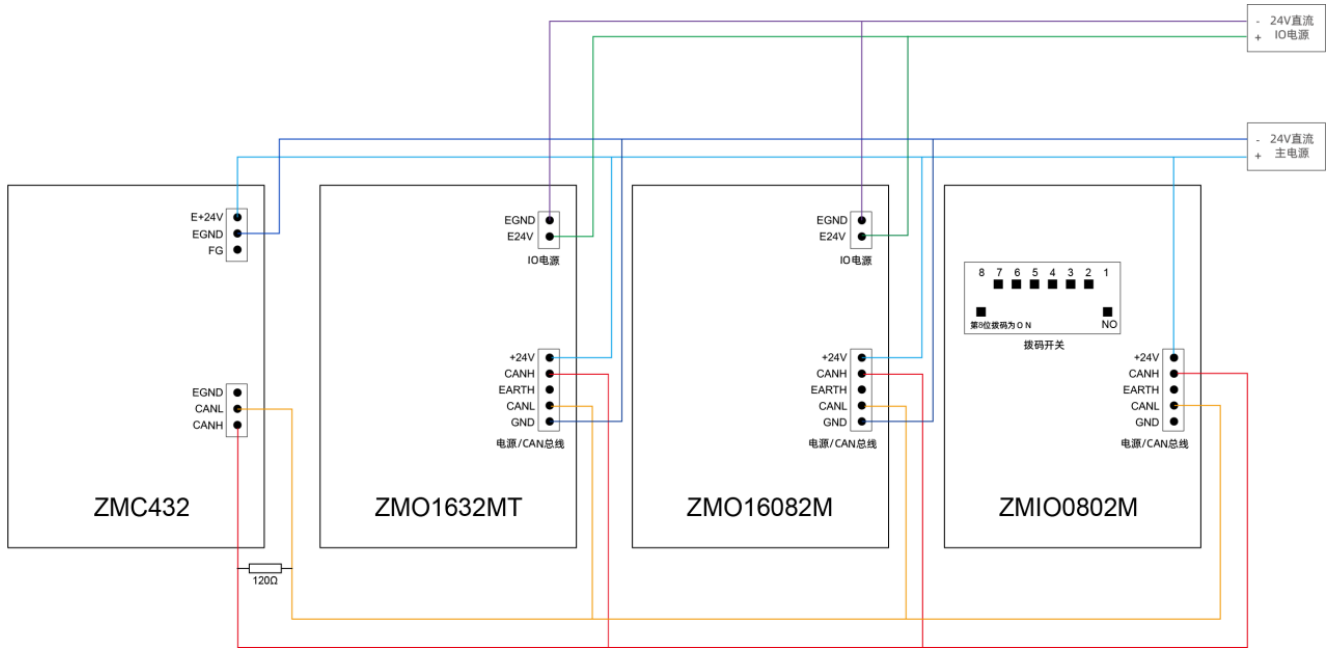 - 24V直流
+ IO电源
- 24V直流
+ 主电源
E+24V
EGND
FG
EGND
CANL
CANH
ZMC432
120Ω
EGND
E24V
IO电源
+24V
CANH
EARTH
CANL
GND
电源/CAN总线
ZMO1632MT
EGND
E24V
IO电源
+24V
CANH
EARTH
CANL
GND
电源/CAN总线
ZMO16082M
8 7 6 5 4 3 2 1
第8位拨码为ON
NO
拨码开关
+24V
CANH
EARTH
CANL
GND
电源/CAN总线
ZMIO0802M